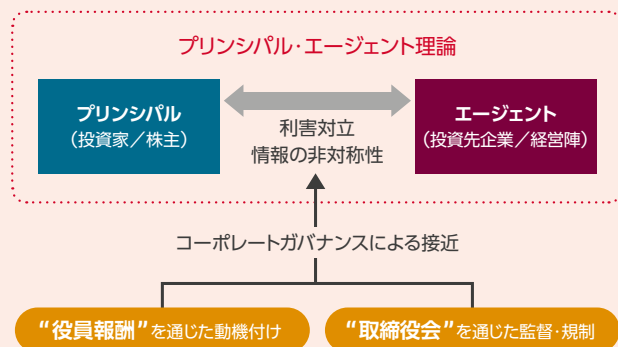 プリンシパル・エージェント理論
プリンシパル
（投資家／株主）
利害対立
情報の非対称性
エージェント
（投資先企業／経営陣）
コーポレートガバナンスによる接近
“役員報酬”を通じた動機付け
“取締役会”を通じた監督・規制